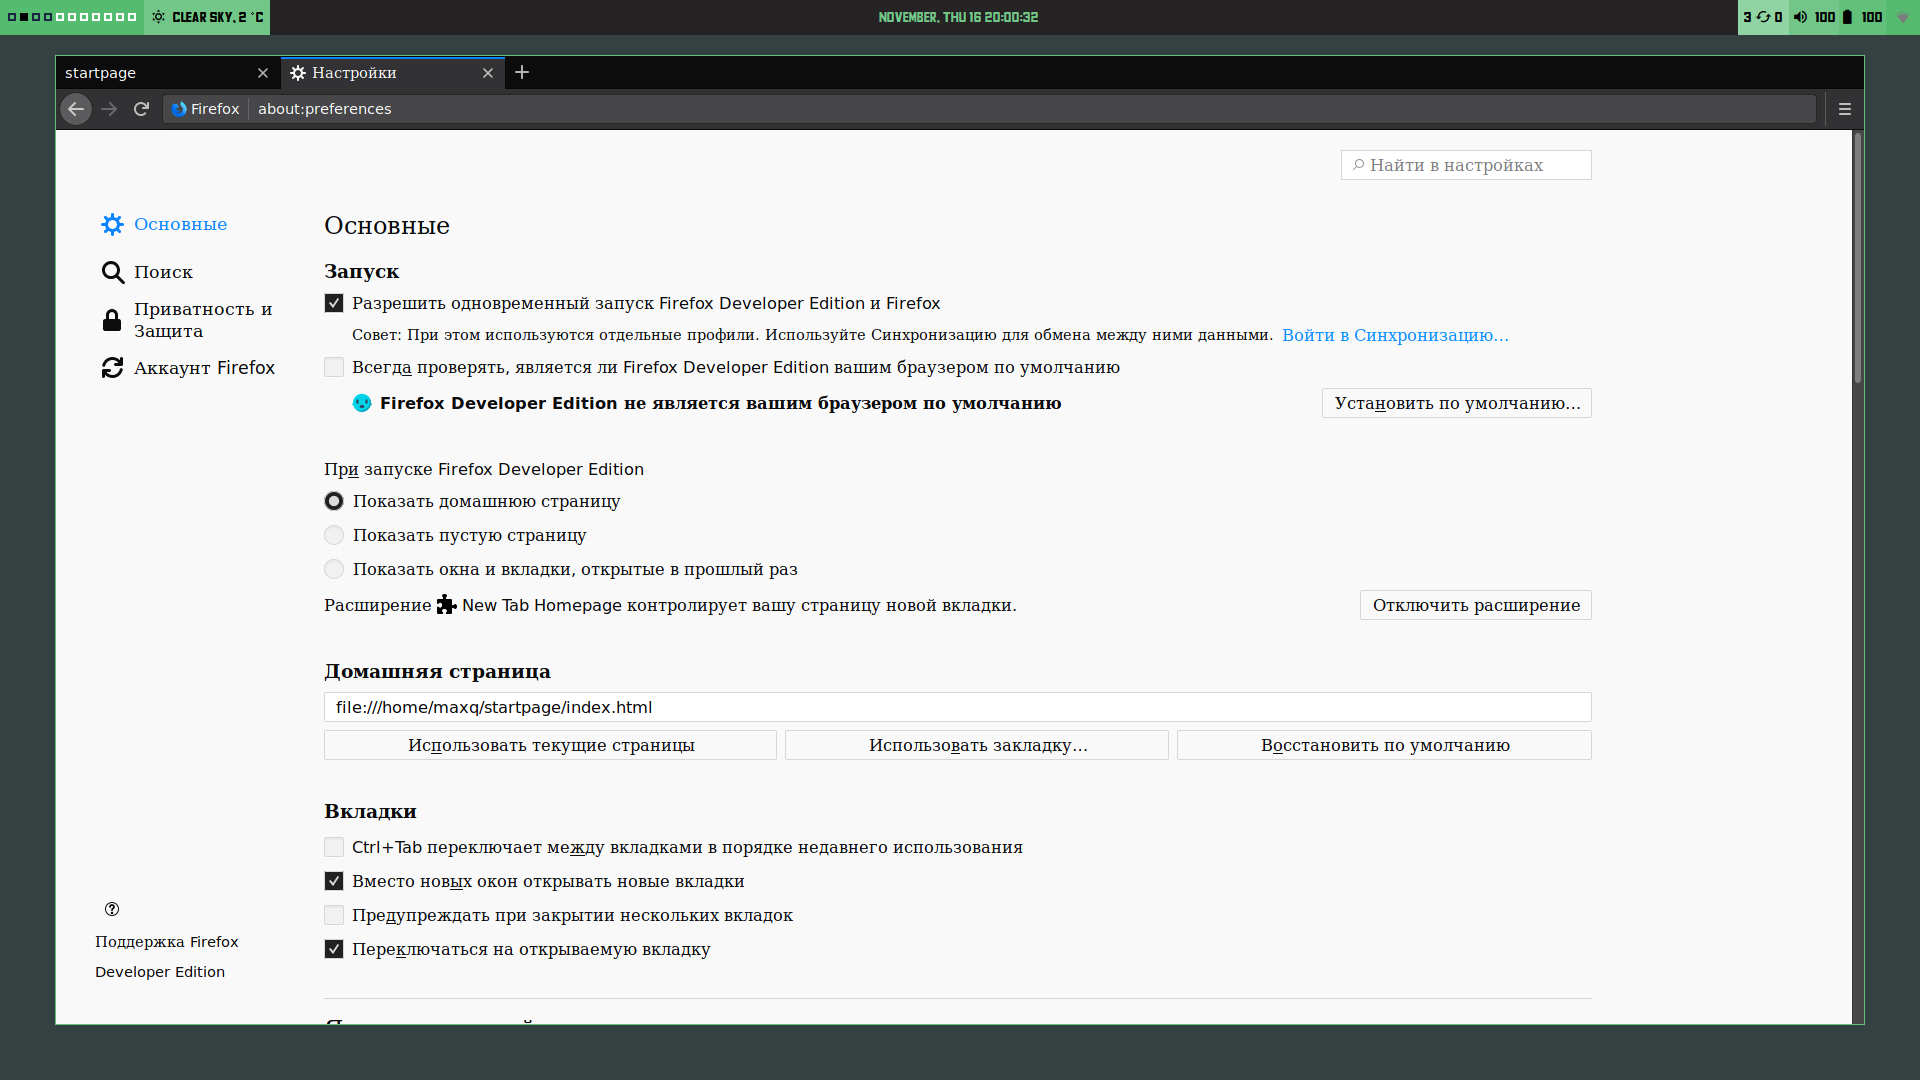 CLEAR SKY, 2 °C
NOVEMBER, THU 16 20:00:32
3 0 100 100
startpage
Настройки
Firefox about:preferences
Найти в настройках
Основные
Поиск
Приватность и
Защита
Аккаунт Firefox
Основные
Запуск
Разрешить одновременный запуск Firefox Developer Edition и Firefox
Совет: При этом используются отдельные профили. Используйте Синхронизацию для обмена между ними данными. Войти в Синхронизацию...
Всегда проверять, является ли Firefox Developer Edition вашим браузером по умолчанию
Firefox Developer Edition не является вашим браузером по умолчанию
Установить по умолчанию...
При запуске Firefox Developer Edition
Показать домашнюю страницу
Показать пустую страницу
Показать окна и вкладки, открытые в прошлый раз
Расширение New Tab Homepage контролирует вашу страницу новой вкладки.
Отключить расширение
Домашняя страница
file:///home/maxq/startpage/index.html
Использовать текущие страницы
Использовать закладку...
Восстановить по умолчанию
Вкладки
Ctrl+Tab переключает между вкладками в порядке недавнего использования
Вместо новых окон открывать новые вкладки
Предупреждать при закрытии нескольких вкладок
Переключаться на открываемую вкладку
Поддержка Firefox
Developer Edition